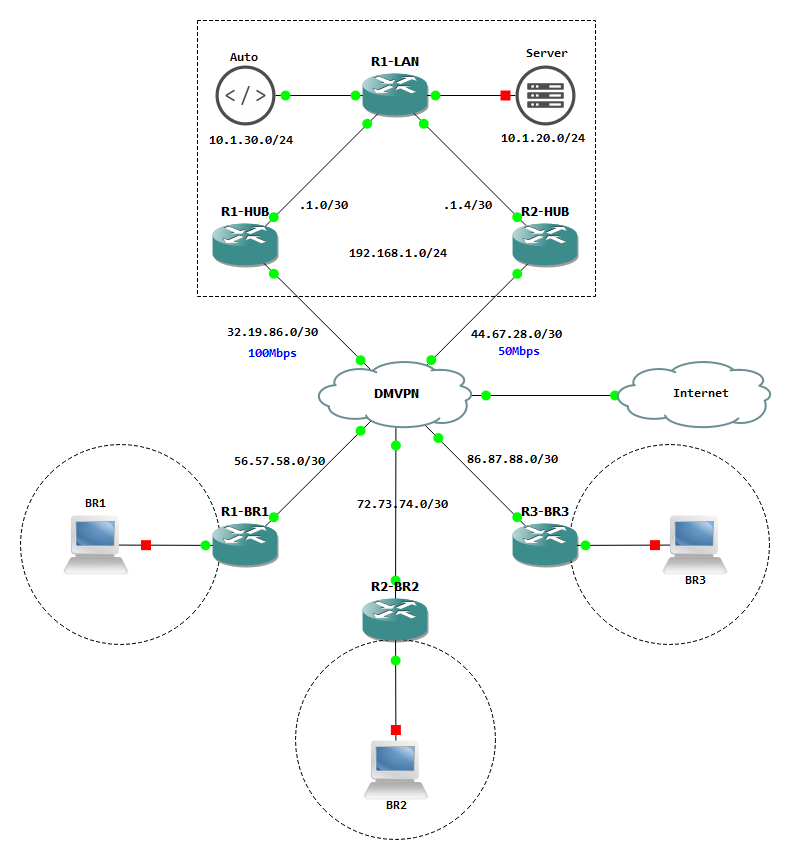 Auto
R1-LAN
Server
</>
10.1.30.0/24
10.1.20.0/24
R1-HUB
.1.0/30
.1.4/30
R2-HUB
192.168.1.0/24
32.19.86.0/30
100Mbps
44.67.28.0/30
50Mbps
DMVPN
Internet
56.57.58.0/30
86.87.88.0/30
72.73.74.0/30
BR1
R1-BR1
R3-BR3
BR3
R2-BR2
BR2